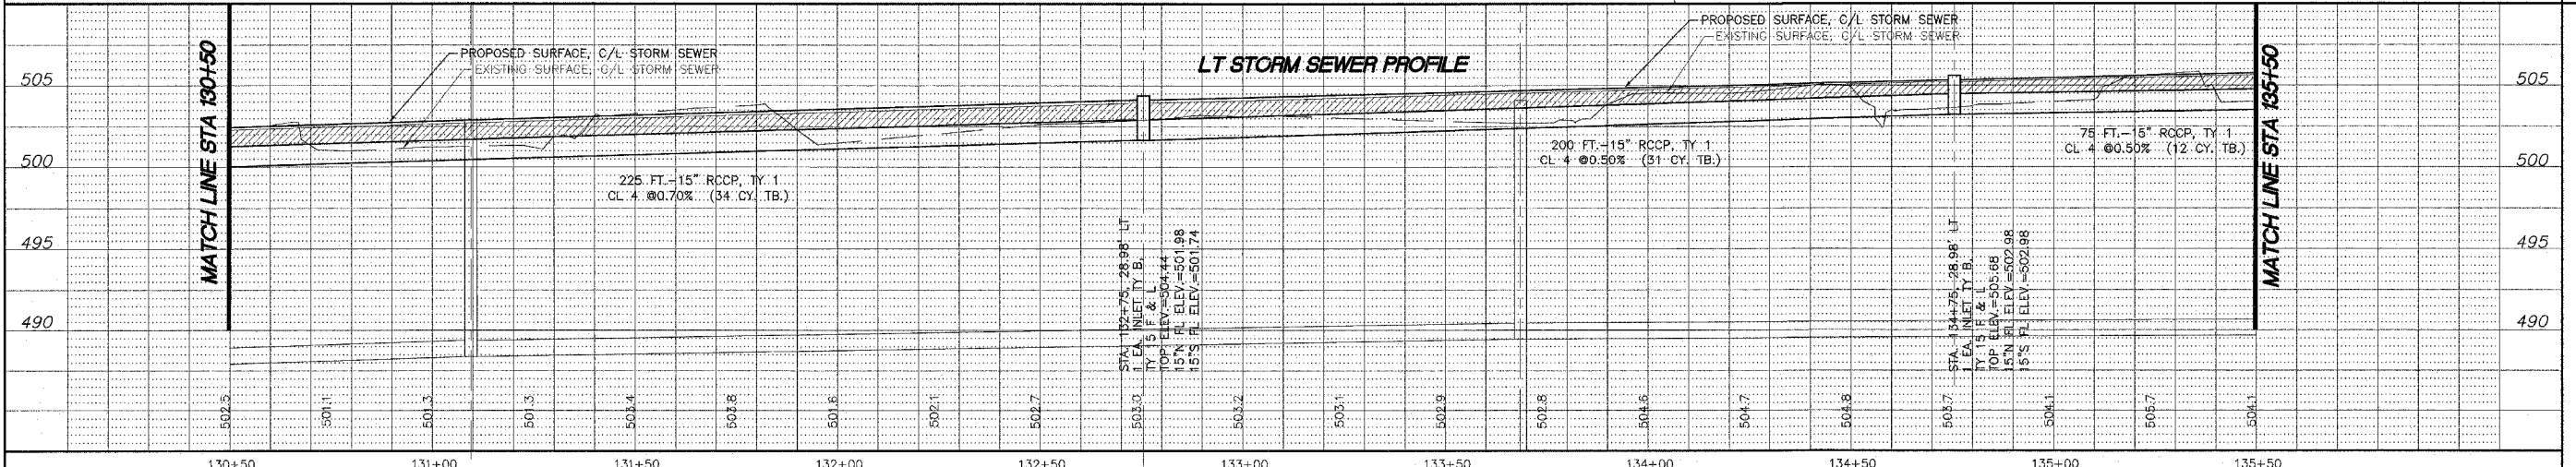 PROPOSED SURFACE, C/L STORM SEWER
EXISTING SURFACE, C/L STORM SEWER
LT STORM SEWER PROFILE
PROPOSED SURFACE, C/L STORM SEWER
EXISTING SURFACE, C/L STORM SEWER
MATCH LINE STA 130+50
MATCH LINE STA 135+50
505
500
495
490
505
500
495
490
225 FT.-15" RCCP, TY 1
CL 4 @0.70% (34 CY. TB.)
200 FT.-15" RCCP, TY 1
CL 4 @0.50% (31 CY. TB.)
75 FT.-15" RCCP, TY 1
CL 4 @0.50% (12 CY. TB.)
STA. 132+75, 28.98' LT
1 EA. INLET TY B,
TY 15 F & L
TOP ELEV.=504.44
15"N FL ELEV.=501.98
15"S FL ELEV.=501.74
STA. 134+75, 28.98' LT
1 EA. INLET TY B,
TY 15 F & L
TOP ELEV.=505.68
15"N FL ELEV.=502.98
15"S FL ELEV.=502.98
502.5
501.1
501.3
501.3
503.4
503.8
501.6
502.1
502.7
503.0
503.2
503.1
502.9
502.8
504.6
504.7
504.8
503.7
504.1
505.7
504.1
130+50
131+00
131+50
132+00
132+50
133+00
133+50
134+00
134+50
135+00
135+50